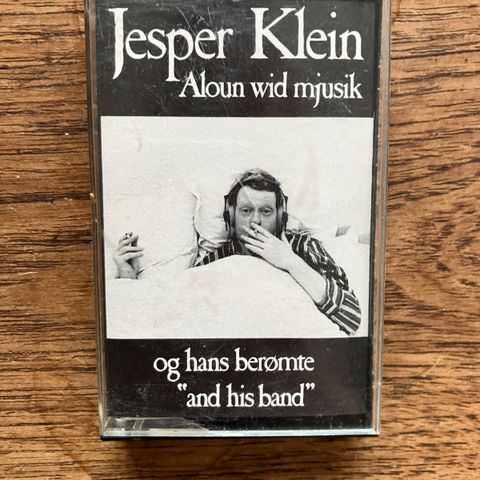 Jesper Klein
Aloun wid mjusik
og hans berømte
"and his band"